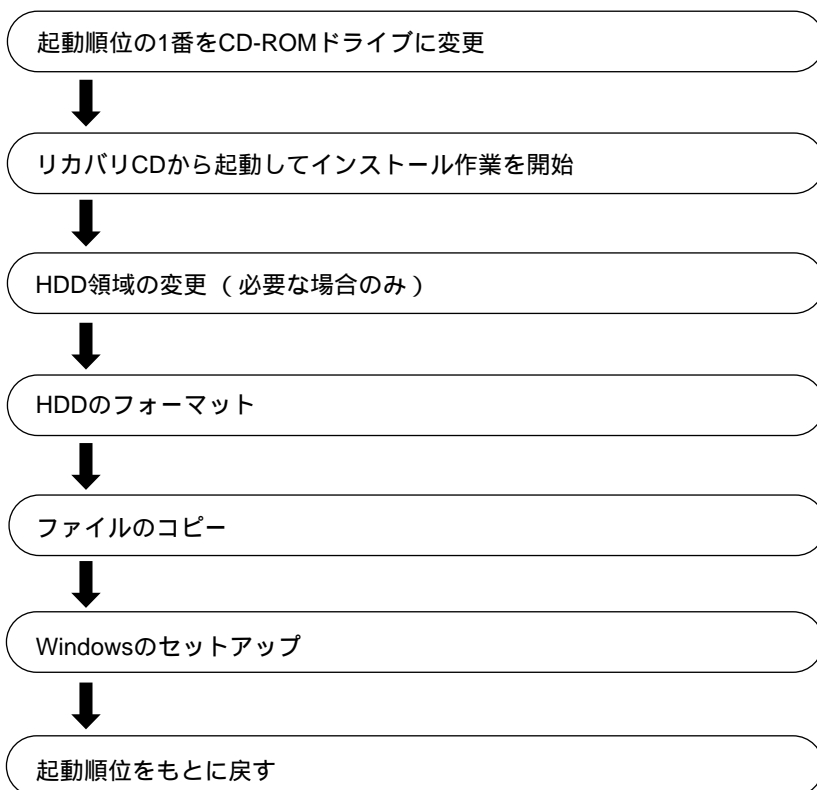 起動順位の1番をCD-ROMドライブに変更
リカバリCDから起動してインストール作業を開始
HDD領域の変更（必要な場合のみ）
HDDのフォーマット
ファイルのコピー
Windowsのセットアップ
起動順位をもとに戻す